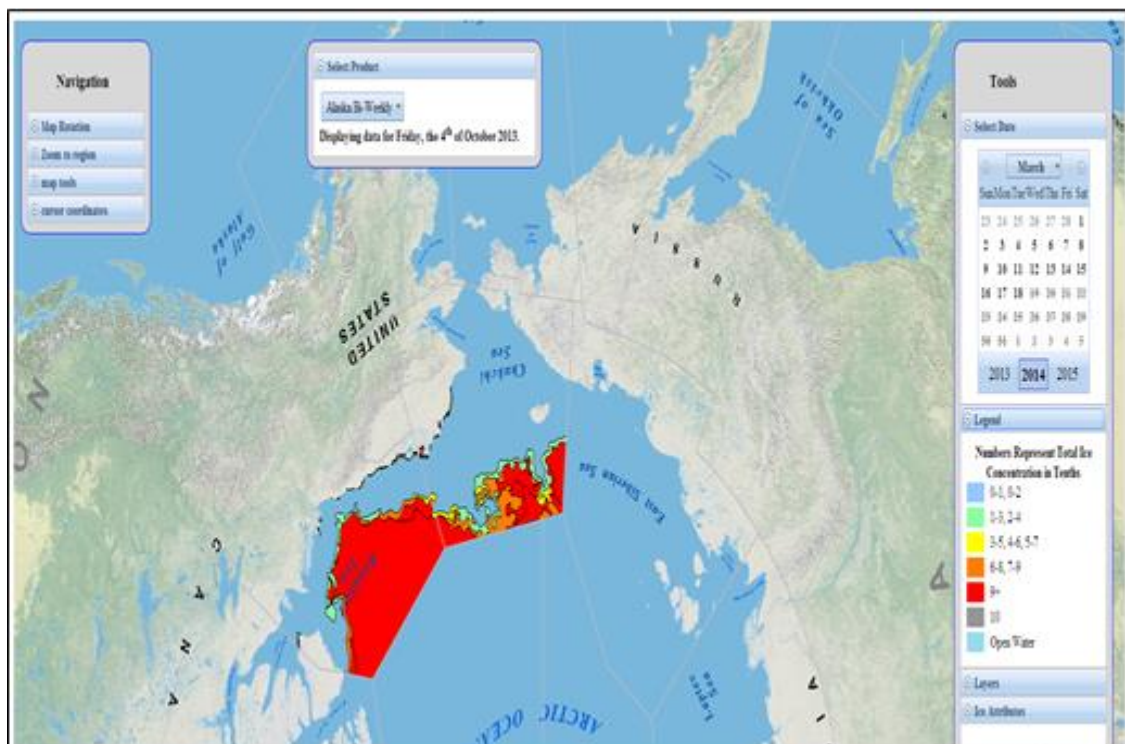 Navigation
Map Rotation
Zoom to region
map tools
cursor coordinates
Select Product
Alaska Bi-Weekly
Displaying data for Friday, the 4th of October 2013.
Tools
Select Date
March
Sun Mon Tue Wed Thu Fri Sat
23 24 25 26 27 28 1
2 3 4 5 6 7 8
9 10 11 12 13 14 15
16 17 18 19 20 21 22
23 24 25 26 27 28 29
30 31 1 2 3 4 5
2013 2014 2015
Legend
Numbers Represent Total Ice
Concentration in Tenths
0-1, 0-2
1-3, 2-4
3-5, 4-6, 5-7
6-8, 7-9
9+
10
Open Water
Layers
Ice Attributes
Gulf of
Alaska
Sea
of
Okhotsk
UNITED
STATES
RUSSIA
Chukchi
Sea
East Siberian Sea
CANA
Laptev
Sea
ARCTIC OCEA